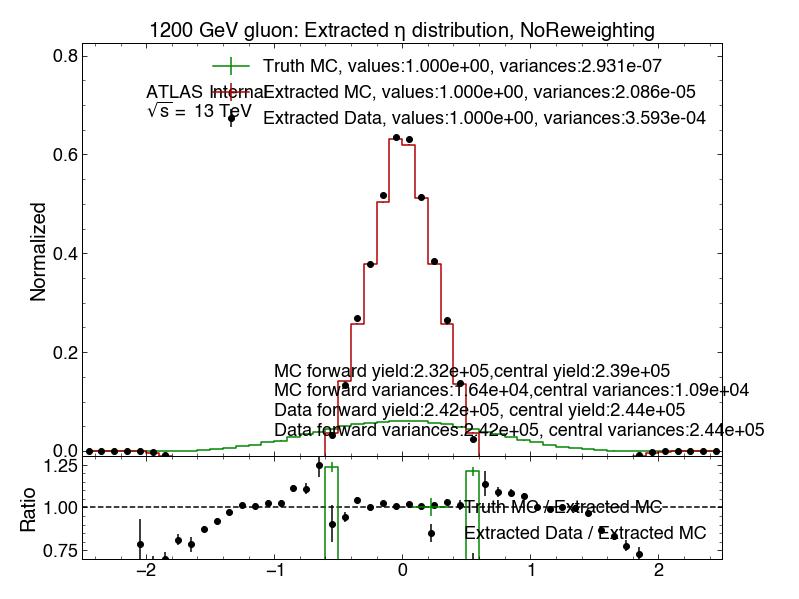 1200 GeV gluon: Extracted η distribution, NoReweighting
Truth MC, values:1.000e+00, variances:2.931e-07
ATLAS Internal
Extracted MC, values:1.000e+00, variances:2.086e-05
√s = 13 TeV
Extracted Data, values:1.000e+00, variances:3.593e-04
Normalized
0.8
0.6
0.4
0.2
0.0
MC forward yield:2.32e+05,central yield:2.39e+05
MC forward variances:1.64e+04,central variances:1.09e+04
Data forward yield:2.42e+05, central yield:2.44e+05
Data forward variances:2.42e+05, central variances:2.44e+05
Ratio
1.25
1.00
0.75
Truth MC / Extracted MC
Extracted Data / Extracted MC
−2 −1 0 1 2